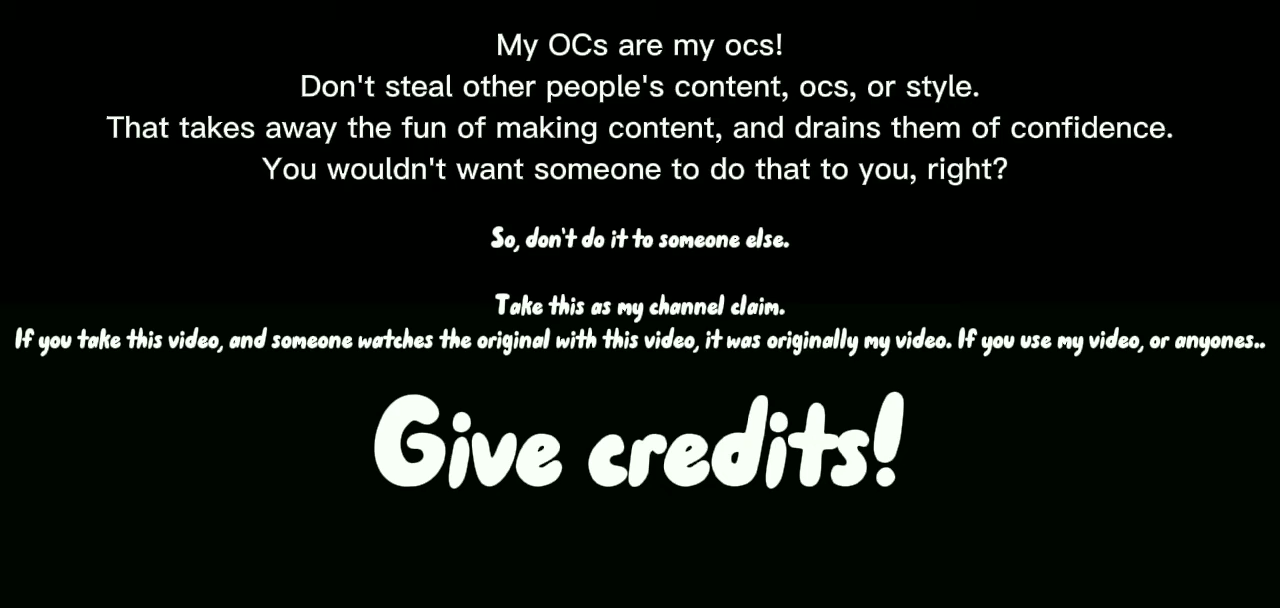 My OCs are my ocs!
Don't steal other people's content, ocs, or style.
That takes away the fun of making content, and drains them of confidence.
You wouldn't want someone to do that to you, right?
So, don't do it to someone else.
Take this as my channel claim.
If you take this video, and someone watches the original with this video, it was originally my video. If you use my video, or anyones..
Give credits!